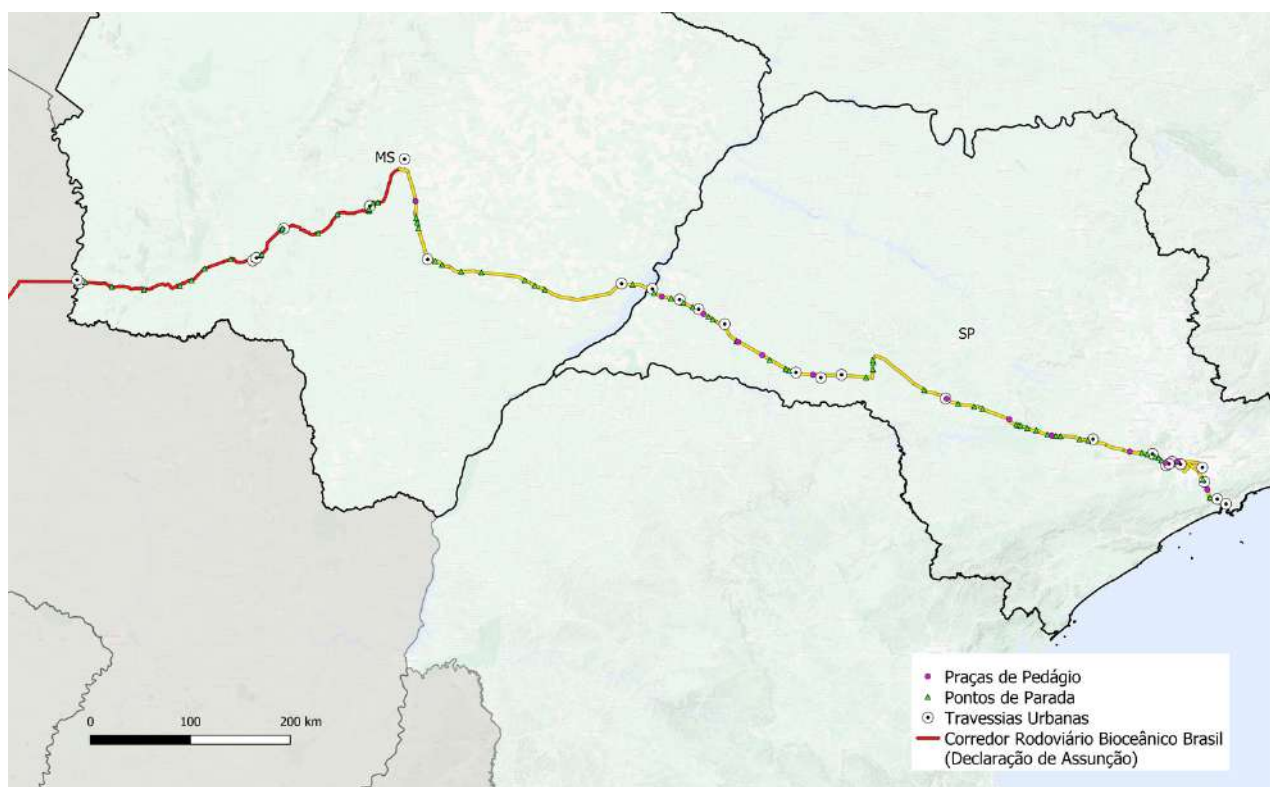 MS
SP
0 100 200 km
Praças de Pedágio
Pontos de Parada
Travessias Urbanas
Corredor Rodoviário Bioceânico Brasil
(Declaração de Assunção)